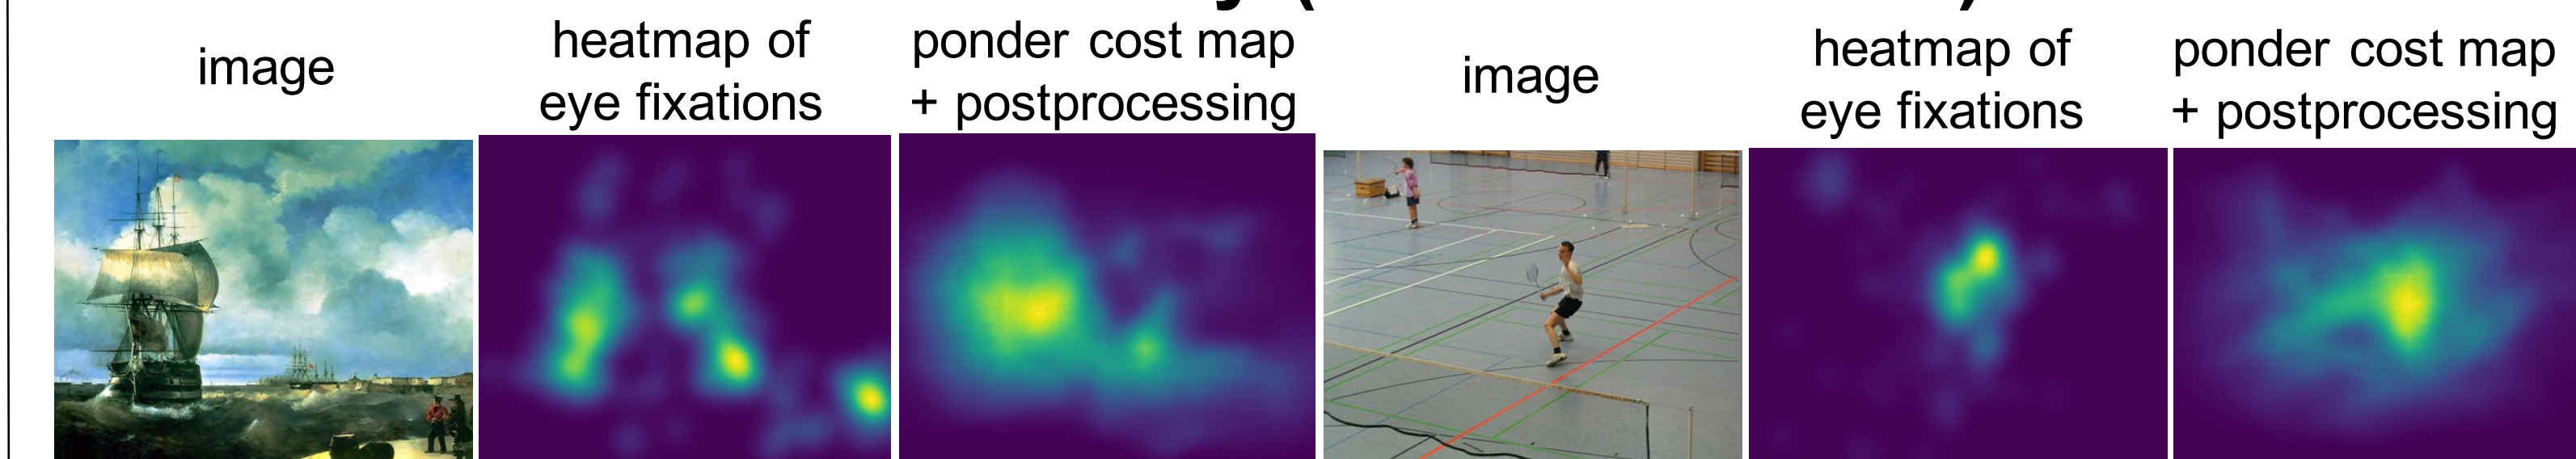 image
heatmap of
eye fixations
ponder cost map
+ postprocessing
image
heatmap of
eye fixations
ponder cost map
+ postprocessing